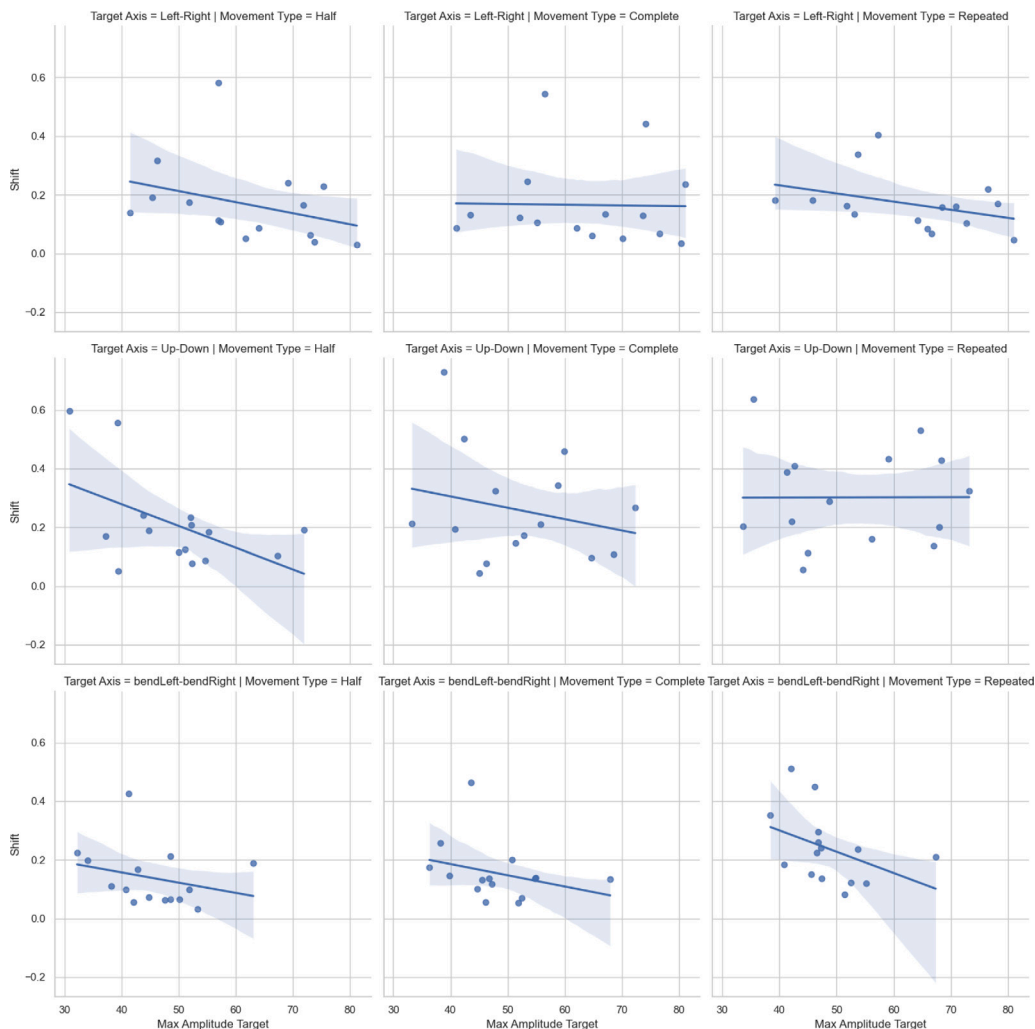 Target Axis = Left-Right | Movement Type = Half
Target Axis = Left-Right | Movement Type = Complete
Target Axis = Left-Right | Movement Type = Repeated
0.6
0.4
0.2
0.0
−0.2
Shift
Target Axis = Up-Down | Movement Type = Half
Target Axis = Up-Down | Movement Type = Complete
Target Axis = Up-Down | Movement Type = Repeated
0.6
0.4
0.2
0.0
−0.2
Shift
Target Axis = bendLeft-bendRight | Movement Type = Half
Target Axis = bendLeft-bendRight | Movement Type = Complete
Target Axis = bendLeft-bendRight | Movement Type = Repeated
0.6
0.4
0.2
0.0
−0.2
Shift
30 40 50 60 70 80
30 40 50 60 70 80
30 40 50 60 70 80
Max Amplitude Target
Max Amplitude Target
Max Amplitude Target